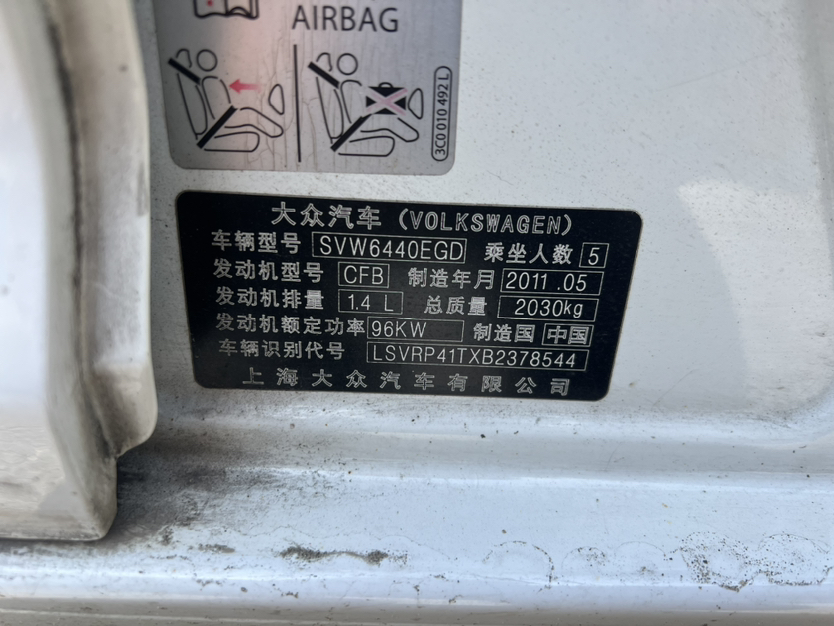 AIRBAG
3C0 010 492 L
大众汽车 (VOLKSWAGEN)
车辆型号 SVW6440EGD 乘坐人数 5
发动机型号 CFB 制造年月 2011 .05
发动机排量 1.4 L 总质量 2030kg
发动机额定功率 96KW 制造国 中国
车辆识别代号 LSVRP41TXB2378544
上海大众汽车有限公司